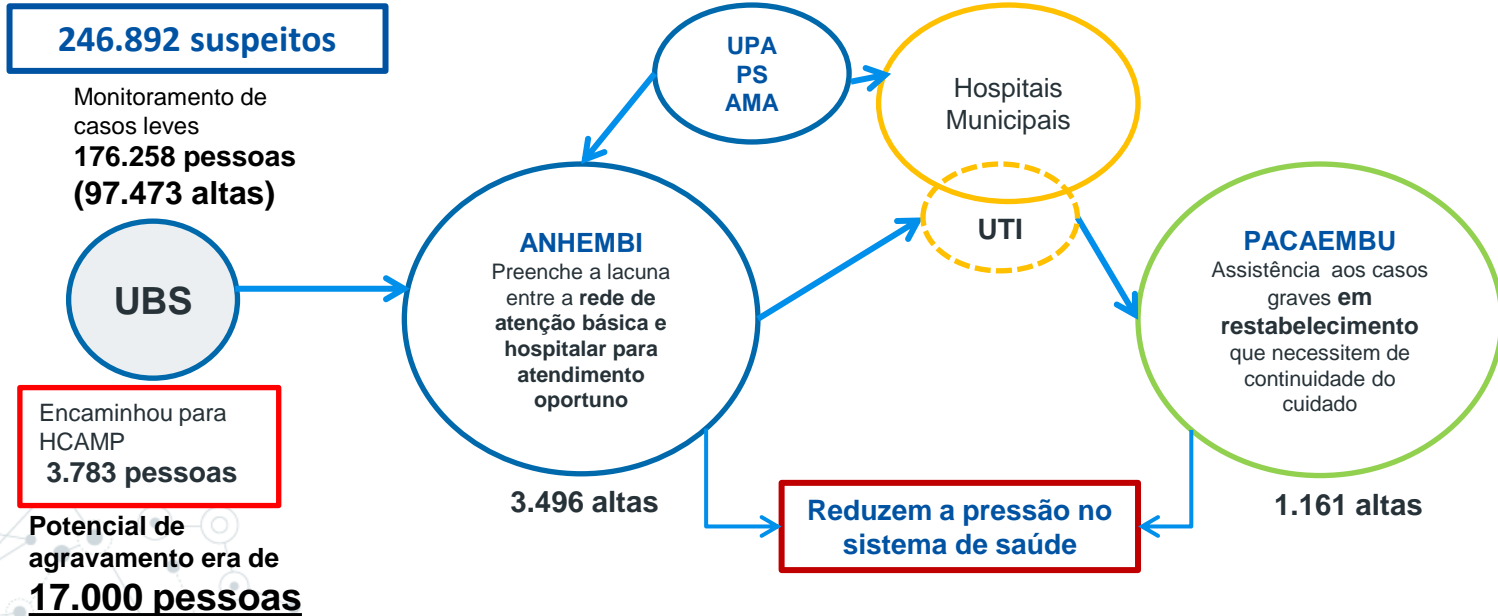 246.892 suspeitos
Monitoramento de
casos leves
176.258 pessoas
(97.473 altas)
UBS
Encaminhou para
HCAMP
3.783 pessoas
Potencial de
agravamento era de
17.000 pessoas
UPA
PS
AMA
Hospitais
Municipais
UTI
ANHEMBI
Preenche a lacuna
entre a rede de
atenção básica e
hospitalar para
atendimento
oportuno
3.496 altas
PACAEMBU
Assistência aos casos
graves em
restabelecimento
que necessitem de
continuidade do
cuidado
1.161 altas
Reduzem a pressão no
sistema de saúde